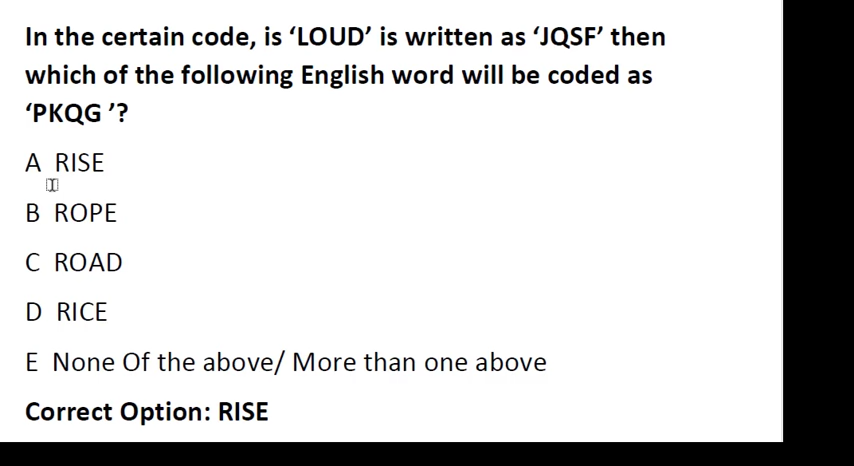 In the certain code, is ‘LOUD’ is written as ‘JQSF’ then
which of the following English word will be coded as
‘PKQG ’?
A RISE
B ROPE
C ROAD
D RICE
E None Of the above/ More than one above
Correct Option: RISE